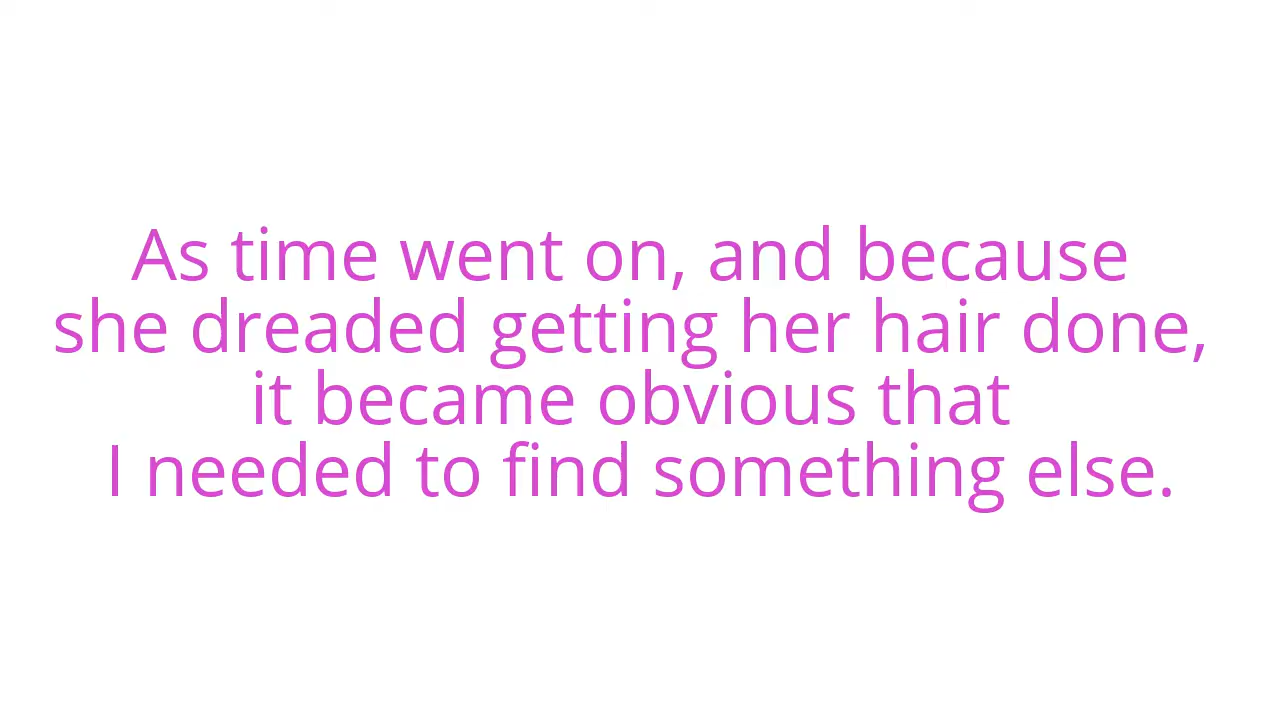 As time went on, and because
she dreaded getting her hair done,
it became obvious that
I needed to find something else.